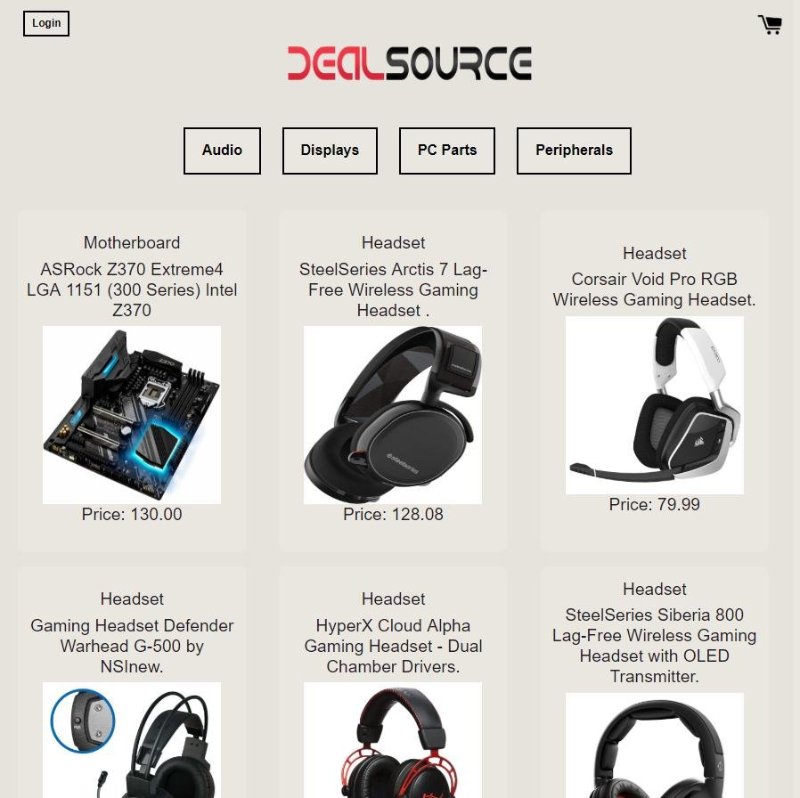 Login
DEALSOURCE
Audio
Displays
PC Parts
Peripherals
Motherboard
ASRock Z370 Extreme4
LGA 1151 (300 Series) Intel
Z370
Price: 130.00
Headset
SteelSeries Arctis 7 Lag-
Free Wireless Gaming
Headset .
steelseries
Price: 128.08
Headset
Corsair Void Pro RGB
Wireless Gaming Headset.
Price: 79.99
Headset
Gaming Headset Defender
Warhead G-500 by
NSInew.
Headset
HyperX Cloud Alpha
Gaming Headset - Dual
Chamber Drivers.
Headset
SteelSeries Siberia 800
Lag-Free Wireless Gaming
Headset with OLED
Transmitter.